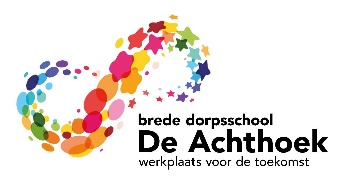 brede dorpsschool
De Achthoek
werkplaats voor de toekomst